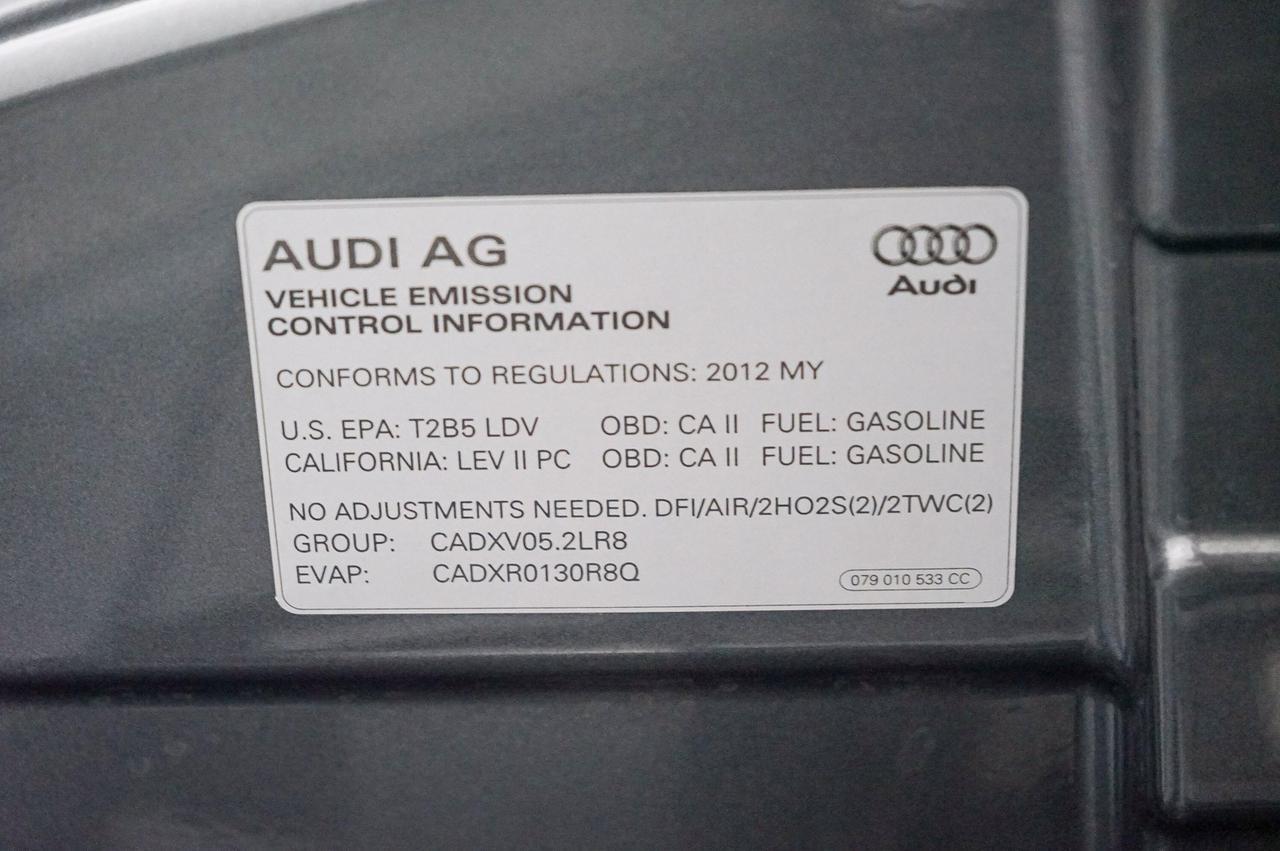 AUDI AG
Audi
VEHICLE EMISSION
CONTROL INFORMATION
CONFORMS TO REGULATIONS: 2012 MY
U.S. EPA: T2B5 LDV OBD: CA II FUEL: GASOLINE
CALIFORNIA: LEV II PC OBD: CA II FUEL: GASOLINE
NO ADJUSTMENTS NEEDED. DFI/AIR/2HO2S(2)/2TWC(2)
GROUP: CADXV05.2LR8
EVAP: CADXR0130R8Q
079 010 533 CC